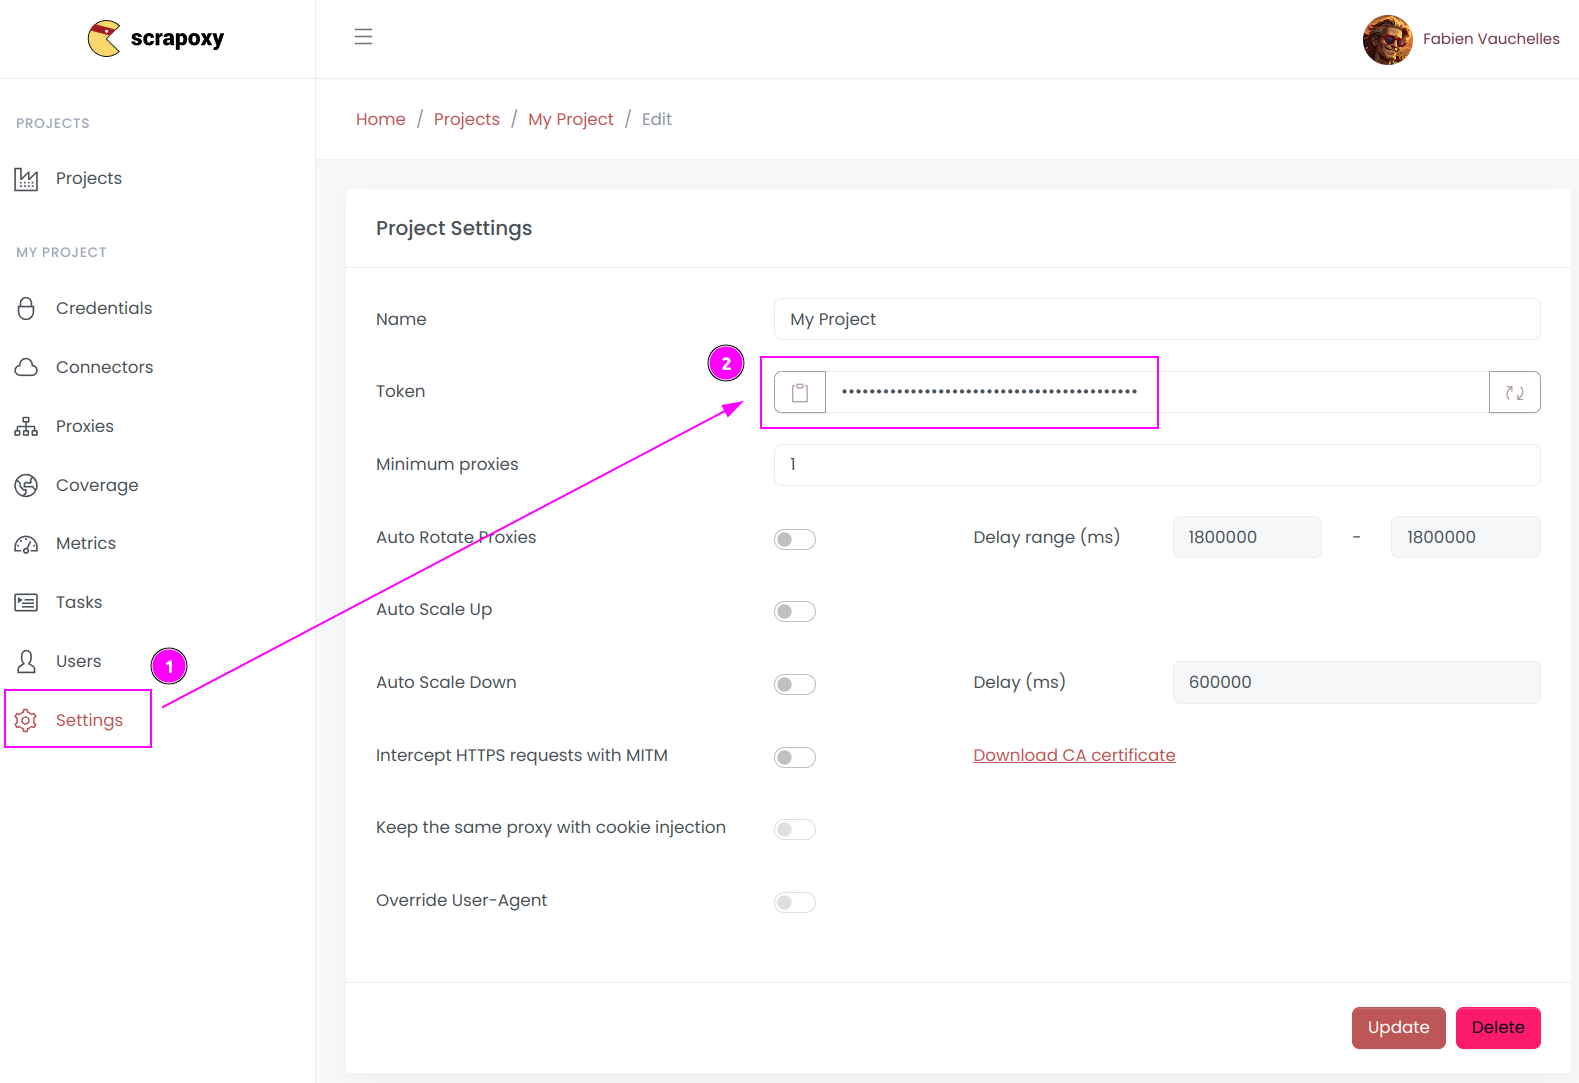 scrapoxy
Fabien Vauchelles
PROJECTS
Projects
MY PROJECT
Credentials
Connectors
Proxies
Coverage
Metrics
Tasks
Users
1
Settings
Home / Projects / My Project / Edit
Project Settings
Name
My Project
2
Token
••••••••••••••••••••••••••••••••••••••••••••
Minimum proxies
1
Auto Rotate Proxies
Delay range (ms)
1800000 - 1800000
Auto Scale Up
Auto Scale Down
Delay (ms)
600000
Intercept HTTPS requests with MITM
Download CA certificate
Keep the same proxy with cookie injection
Override User-Agent
Update
Delete